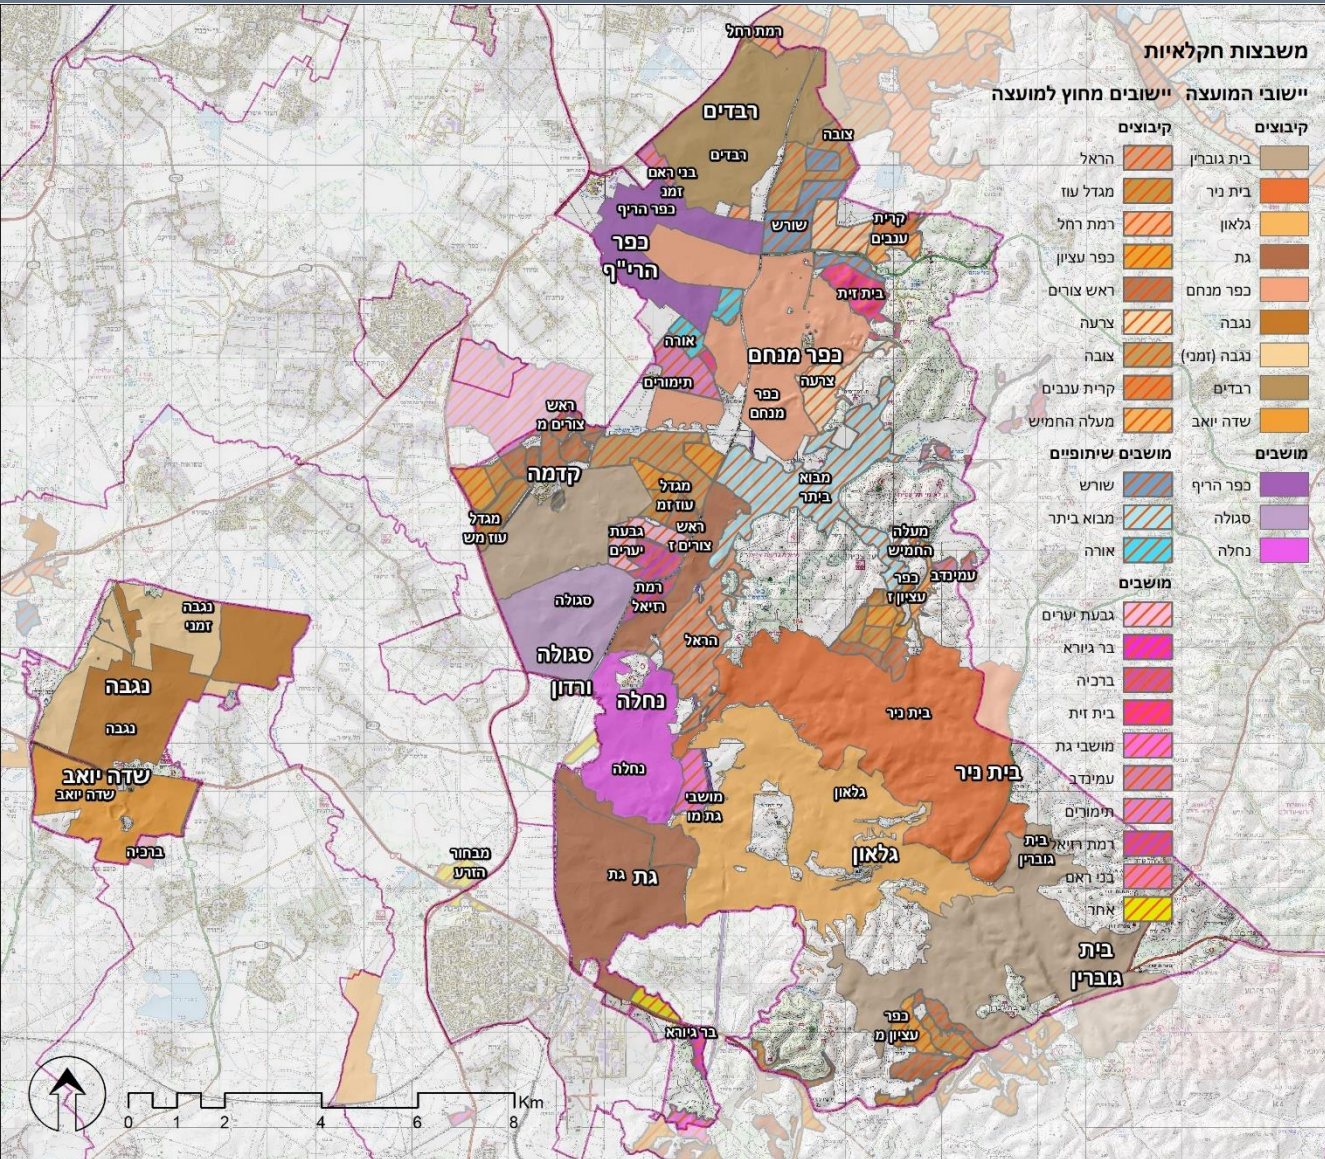 משבצות חקלאיות
יישובי המועצה
קיבוצים
בית גוברין
בית ניר
גלאון
גת
כפר מנחם
נגבה
נגבה (זמני)
רבדים
שדה יואב
מושבים
כפר הריף
סגולה
נחלה
יישובים מחוץ למועצה
קיבוצים
הראל
מגדל עוז
רמת רחל
כפר עציון
ראש צורים
צרעה
צובה
קרית ענבים
מעלה החמיש
מושבים שיתופיים
שורש
מבוא ביתר
אורה
מושבים
גבעת יערים
בר גיורא
ברכיה
בית זית
מושבי גת
עמינדב
תימורים
רמת רזיאל
בני ראם
אחר
רמת רחל
רבדים
רבדים
צובה
בני ראם
זמנ
כפר הריף
כפר
הרי"ף
שורש
קרית
ענבים
בית זית
אורה
תימורים
כפר מנחם
צרעה
כפר
מנחם
ראש
צורים מ
קדמה
מגדל
עוז זמ
מבוא
ביתר
מגדל
עוז מש
גבעת
יערים
ראש
צורים ז
מעלה
החמיש
כפר
עציון ז
עמינדב
רמת
רזיאל
סגולה
סגולה
ורדון
הראל
נחלה
נחלה
נגבה
זמני
נגבה
נגבה
שדה יואב
שדה יואב
ברכיה
בית ניר
בית ניר
גלאון
גלאון
מושבי
גת מו
בית
גוברין
מבחור
הזרע
גת
גת
בית
גוברין
כפר
עציון מ
בר גיורא
0 1 2 4 6 8 Km